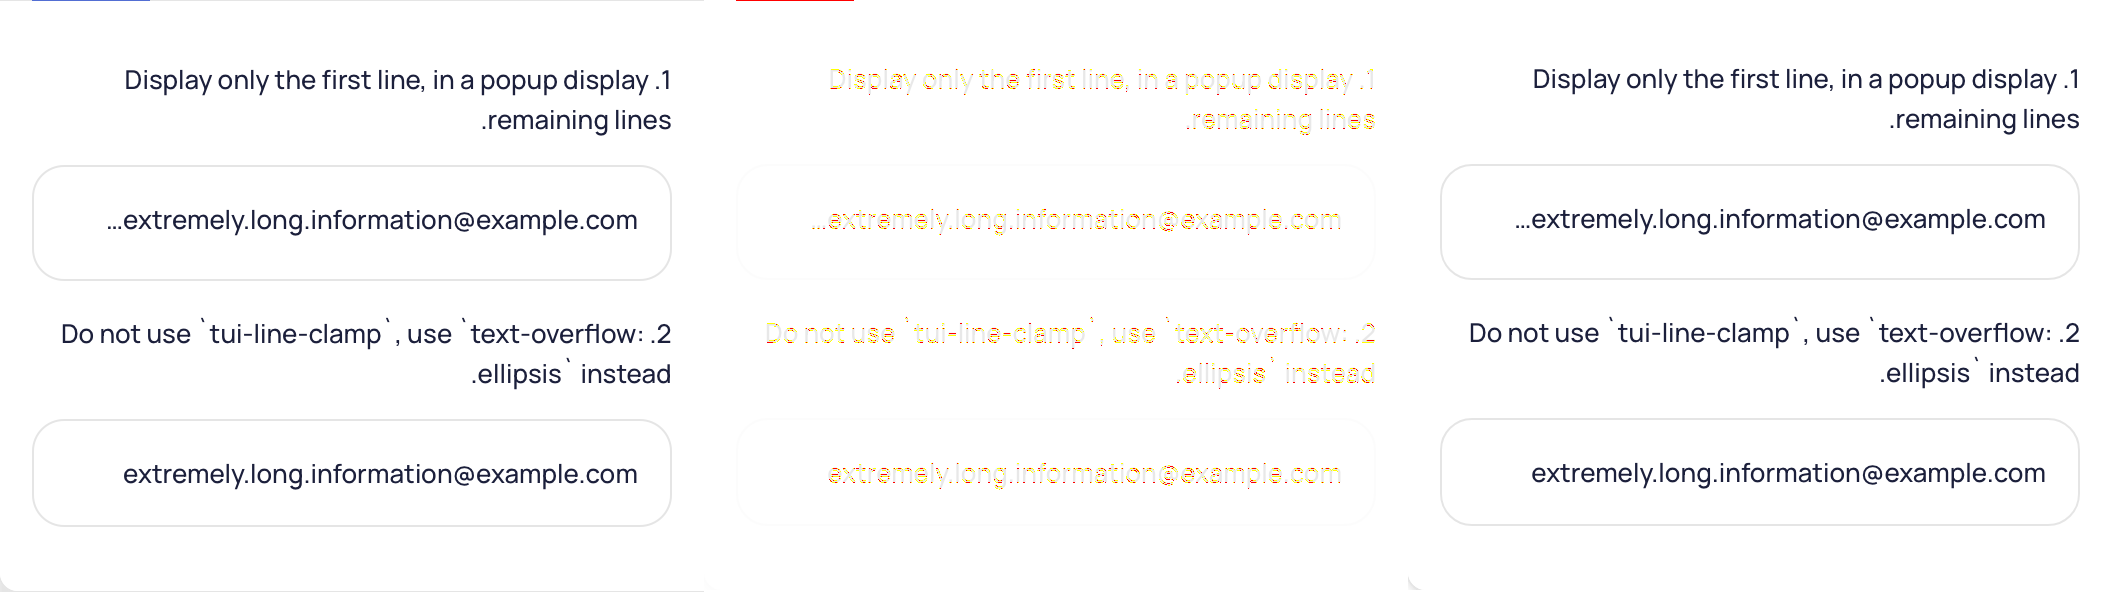 Display only the first line, in a popup display .1
.remaining lines
…extremely.long.information@example.com
Do not use `tui-line-clamp`, use `text-overflow: .2
.ellipsis` instead
extremely.long.information@example.com
Display only the first line, in a popup display .1
.remaining lines
…extremely.long.information@example.com
Do not use `tui-line-clamp`, use `text-overflow: .2
.ellipsis` instead
extremely.long.information@example.com
Display only the first line, in a popup display .1
.remaining lines
…extremely.long.information@example.com
Do not use `tui-line-clamp`, use `text-overflow: .2
.ellipsis` instead
extremely.long.information@example.com